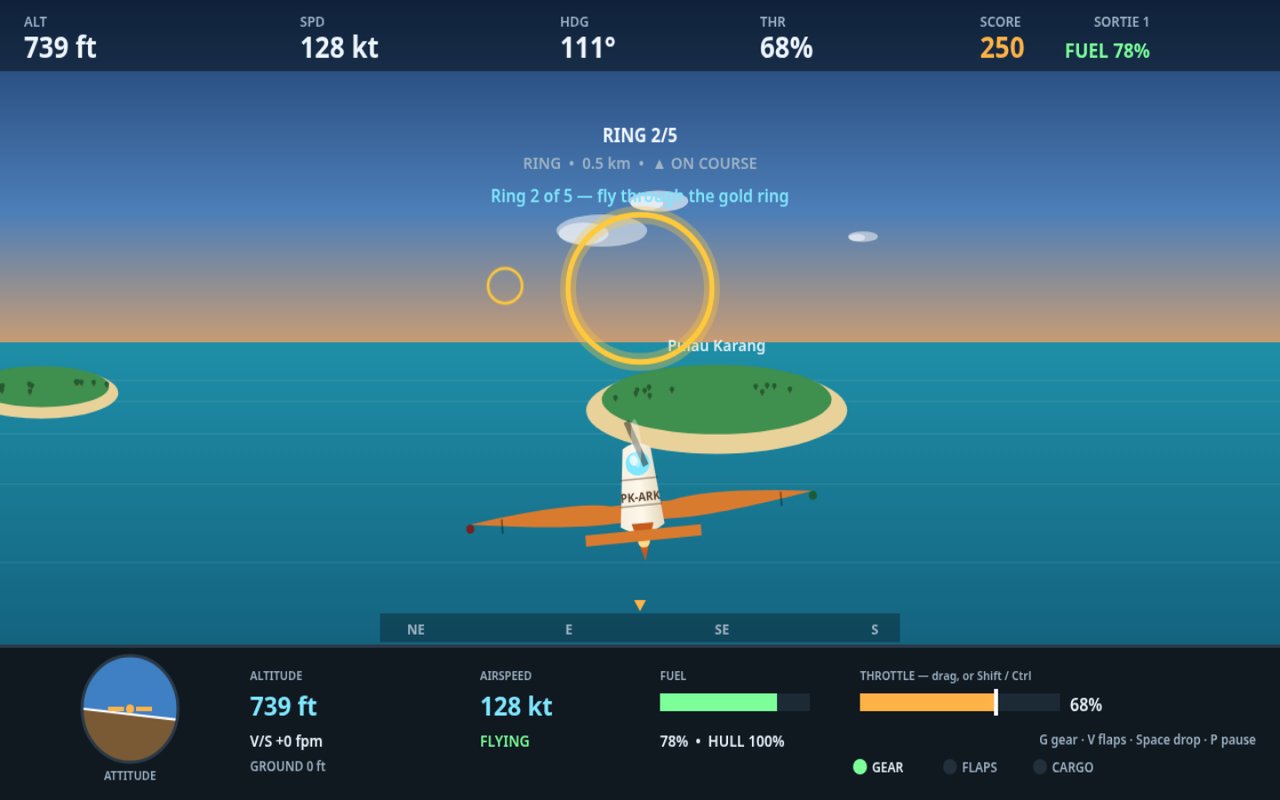 ALT
739 ft
SPD
128 kt
HDG
111°
THR
68%
SCORE
250
SORTIE 1
FUEL 78%
RING 2/5
RING • 0.5 km • ▲ ON COURSE
Ring 2 of 5 — fly through the gold ring
Pulau Karang
PK-ARK
NE E SE S
ATTITUDE
ALTITUDE
739 ft
V/S +0 fpm
GROUND 0 ft
AIRSPEED
128 kt
FLYING
FUEL
78% • HULL 100%
THROTTLE — drag, or Shift / Ctrl
68%
G gear · V flaps · Space drop · P pause
GEAR FLAPS CARGO